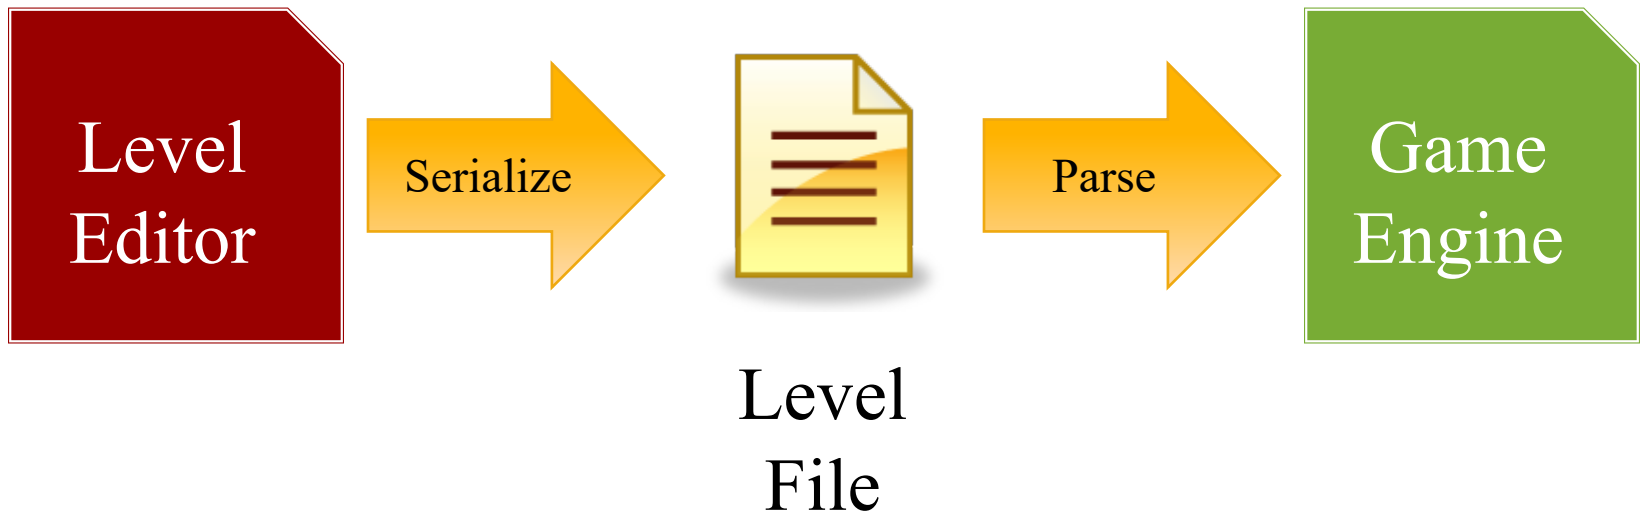 Level
Editor
Serialize
Level
File
Parse
Game
Engine